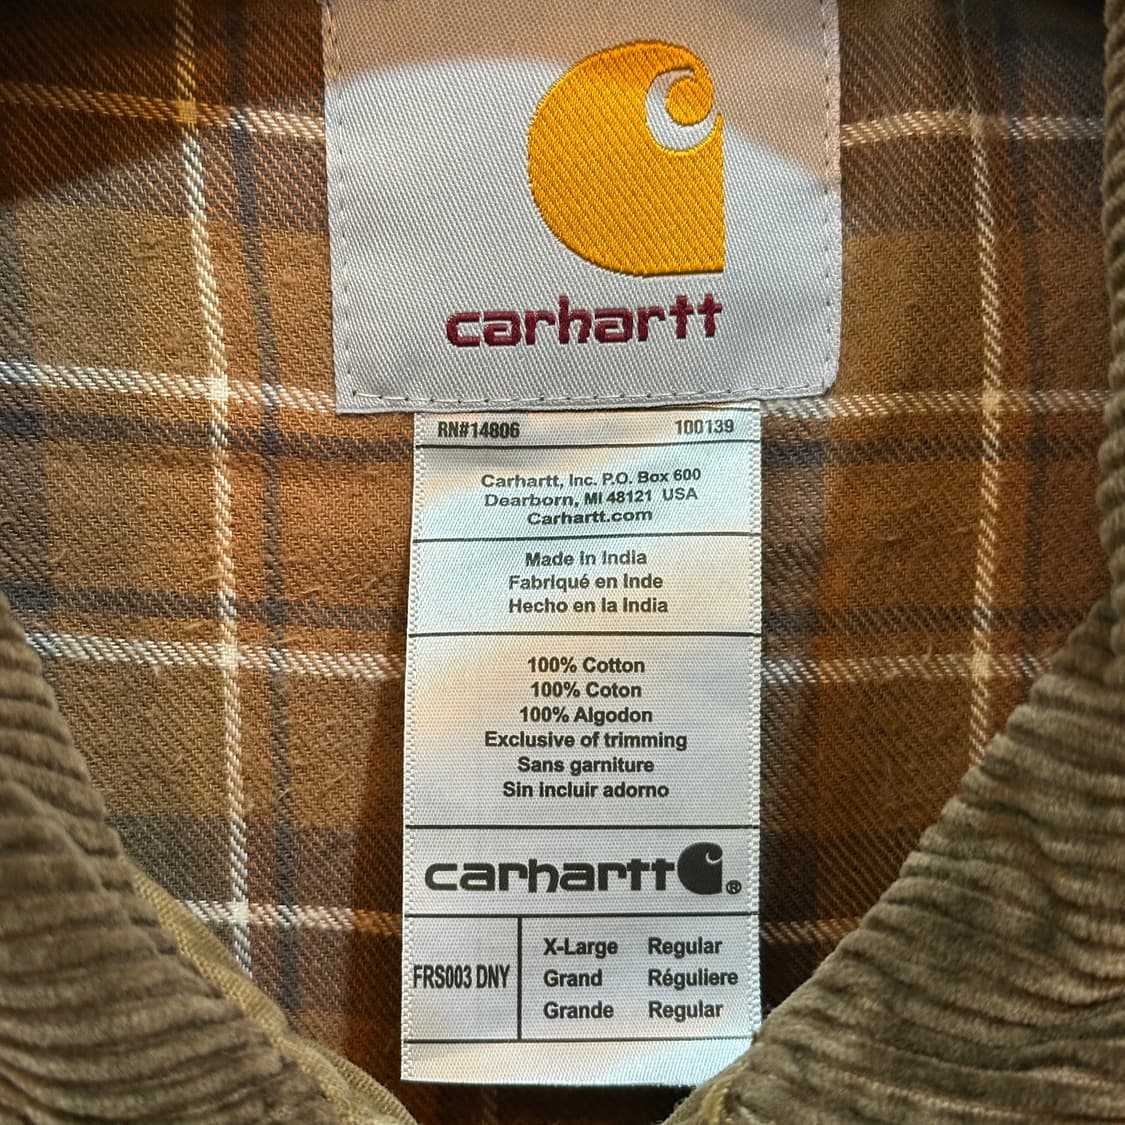 carhartt
RN#14806 100139
Carhartt, Inc. P.O. Box 600
Dearborn, MI 48121 USA
Carhartt.com
Made in India
Fabriqué en Inde
Hecho en la India
100% Cotton
100% Coton
100% Algodon
Exclusive of trimming
Sans garniture
Sin incluir adorno
carhartt ®
FRS003 DNY
X-Large Regular
Grand Réguliere
Grande Regular